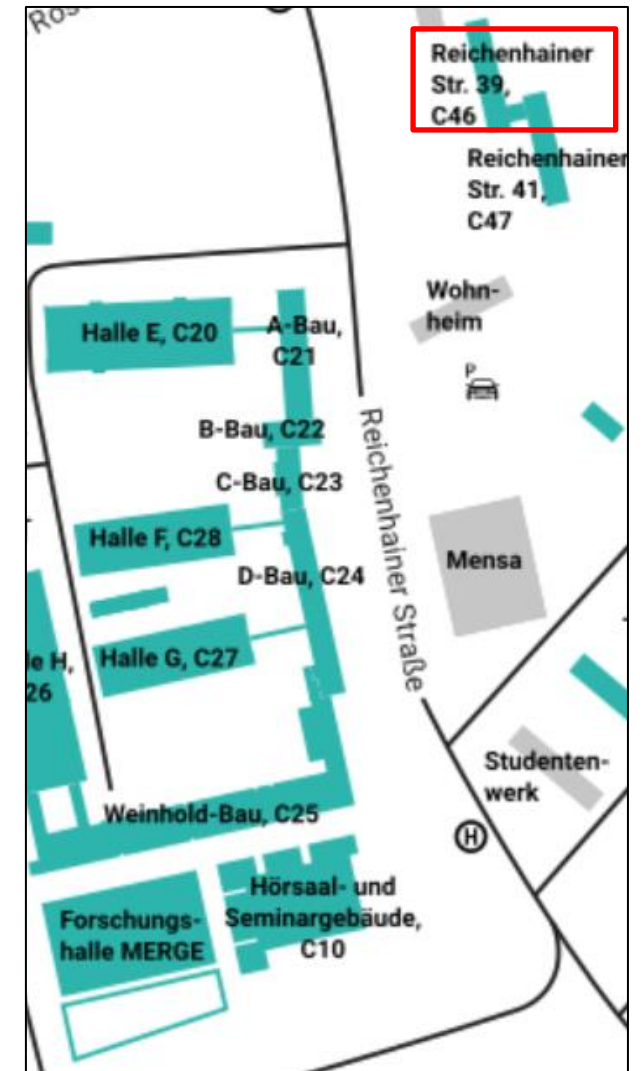 Reichenhainer
Str. 39,
C46
Reichenhainer
Str. 41,
C47
Wohn-
heim
P
Halle E, C20
A-Bau,
C21
B-Bau, C22
C-Bau, C23
Reichenhainer Straße
Halle F, C28
Mensa
D-Bau, C24
Halle G, C27
26
Studenten-
werk
Weinhold-Bau, C25
H
Hörsaal- und
Seminargebäude,
C10
Forschungs-
halle MERGE